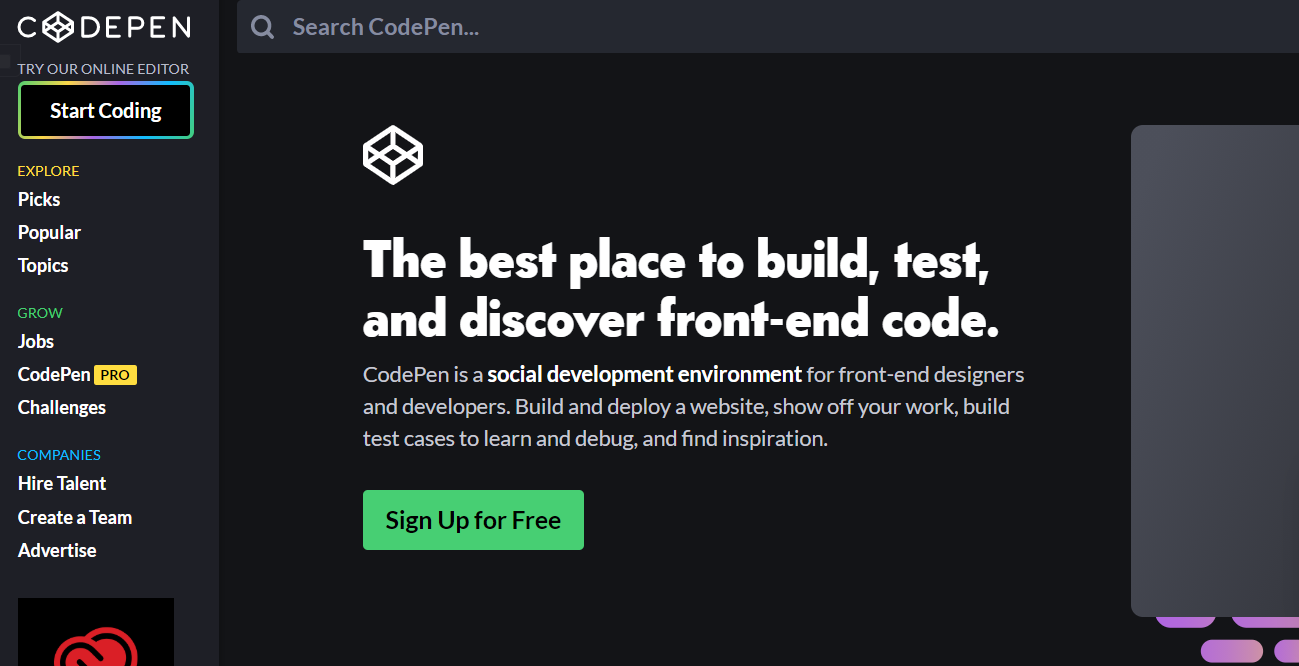 CODEPEN
TRY OUR ONLINE EDITOR
Start Coding
EXPLORE
Picks
Popular
Topics
GROW
Jobs
CodePen PRO
Challenges
COMPANIES
Hire Talent
Create a Team
Advertise
Search CodePen...
The best place to build, test,
and discover front-end code.
CodePen is a social development environment for front-end designers
and developers. Build and deploy a website, show off your work, build
test cases to learn and debug, and find inspiration.
Sign Up for Free